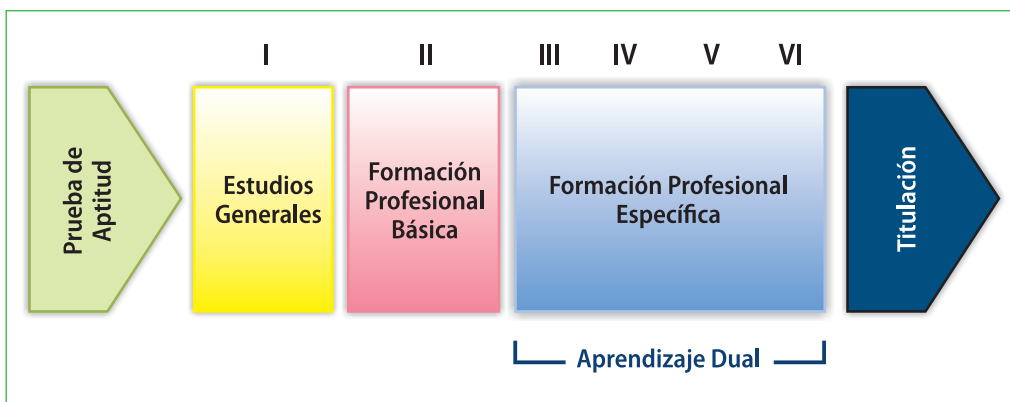 I II III IV V VI
Prueba de
Aptitud
Estudios
Generales
Formación
Profesional
Básica
Formación Profesional
Específica
Titulación
Aprendizaje Dual